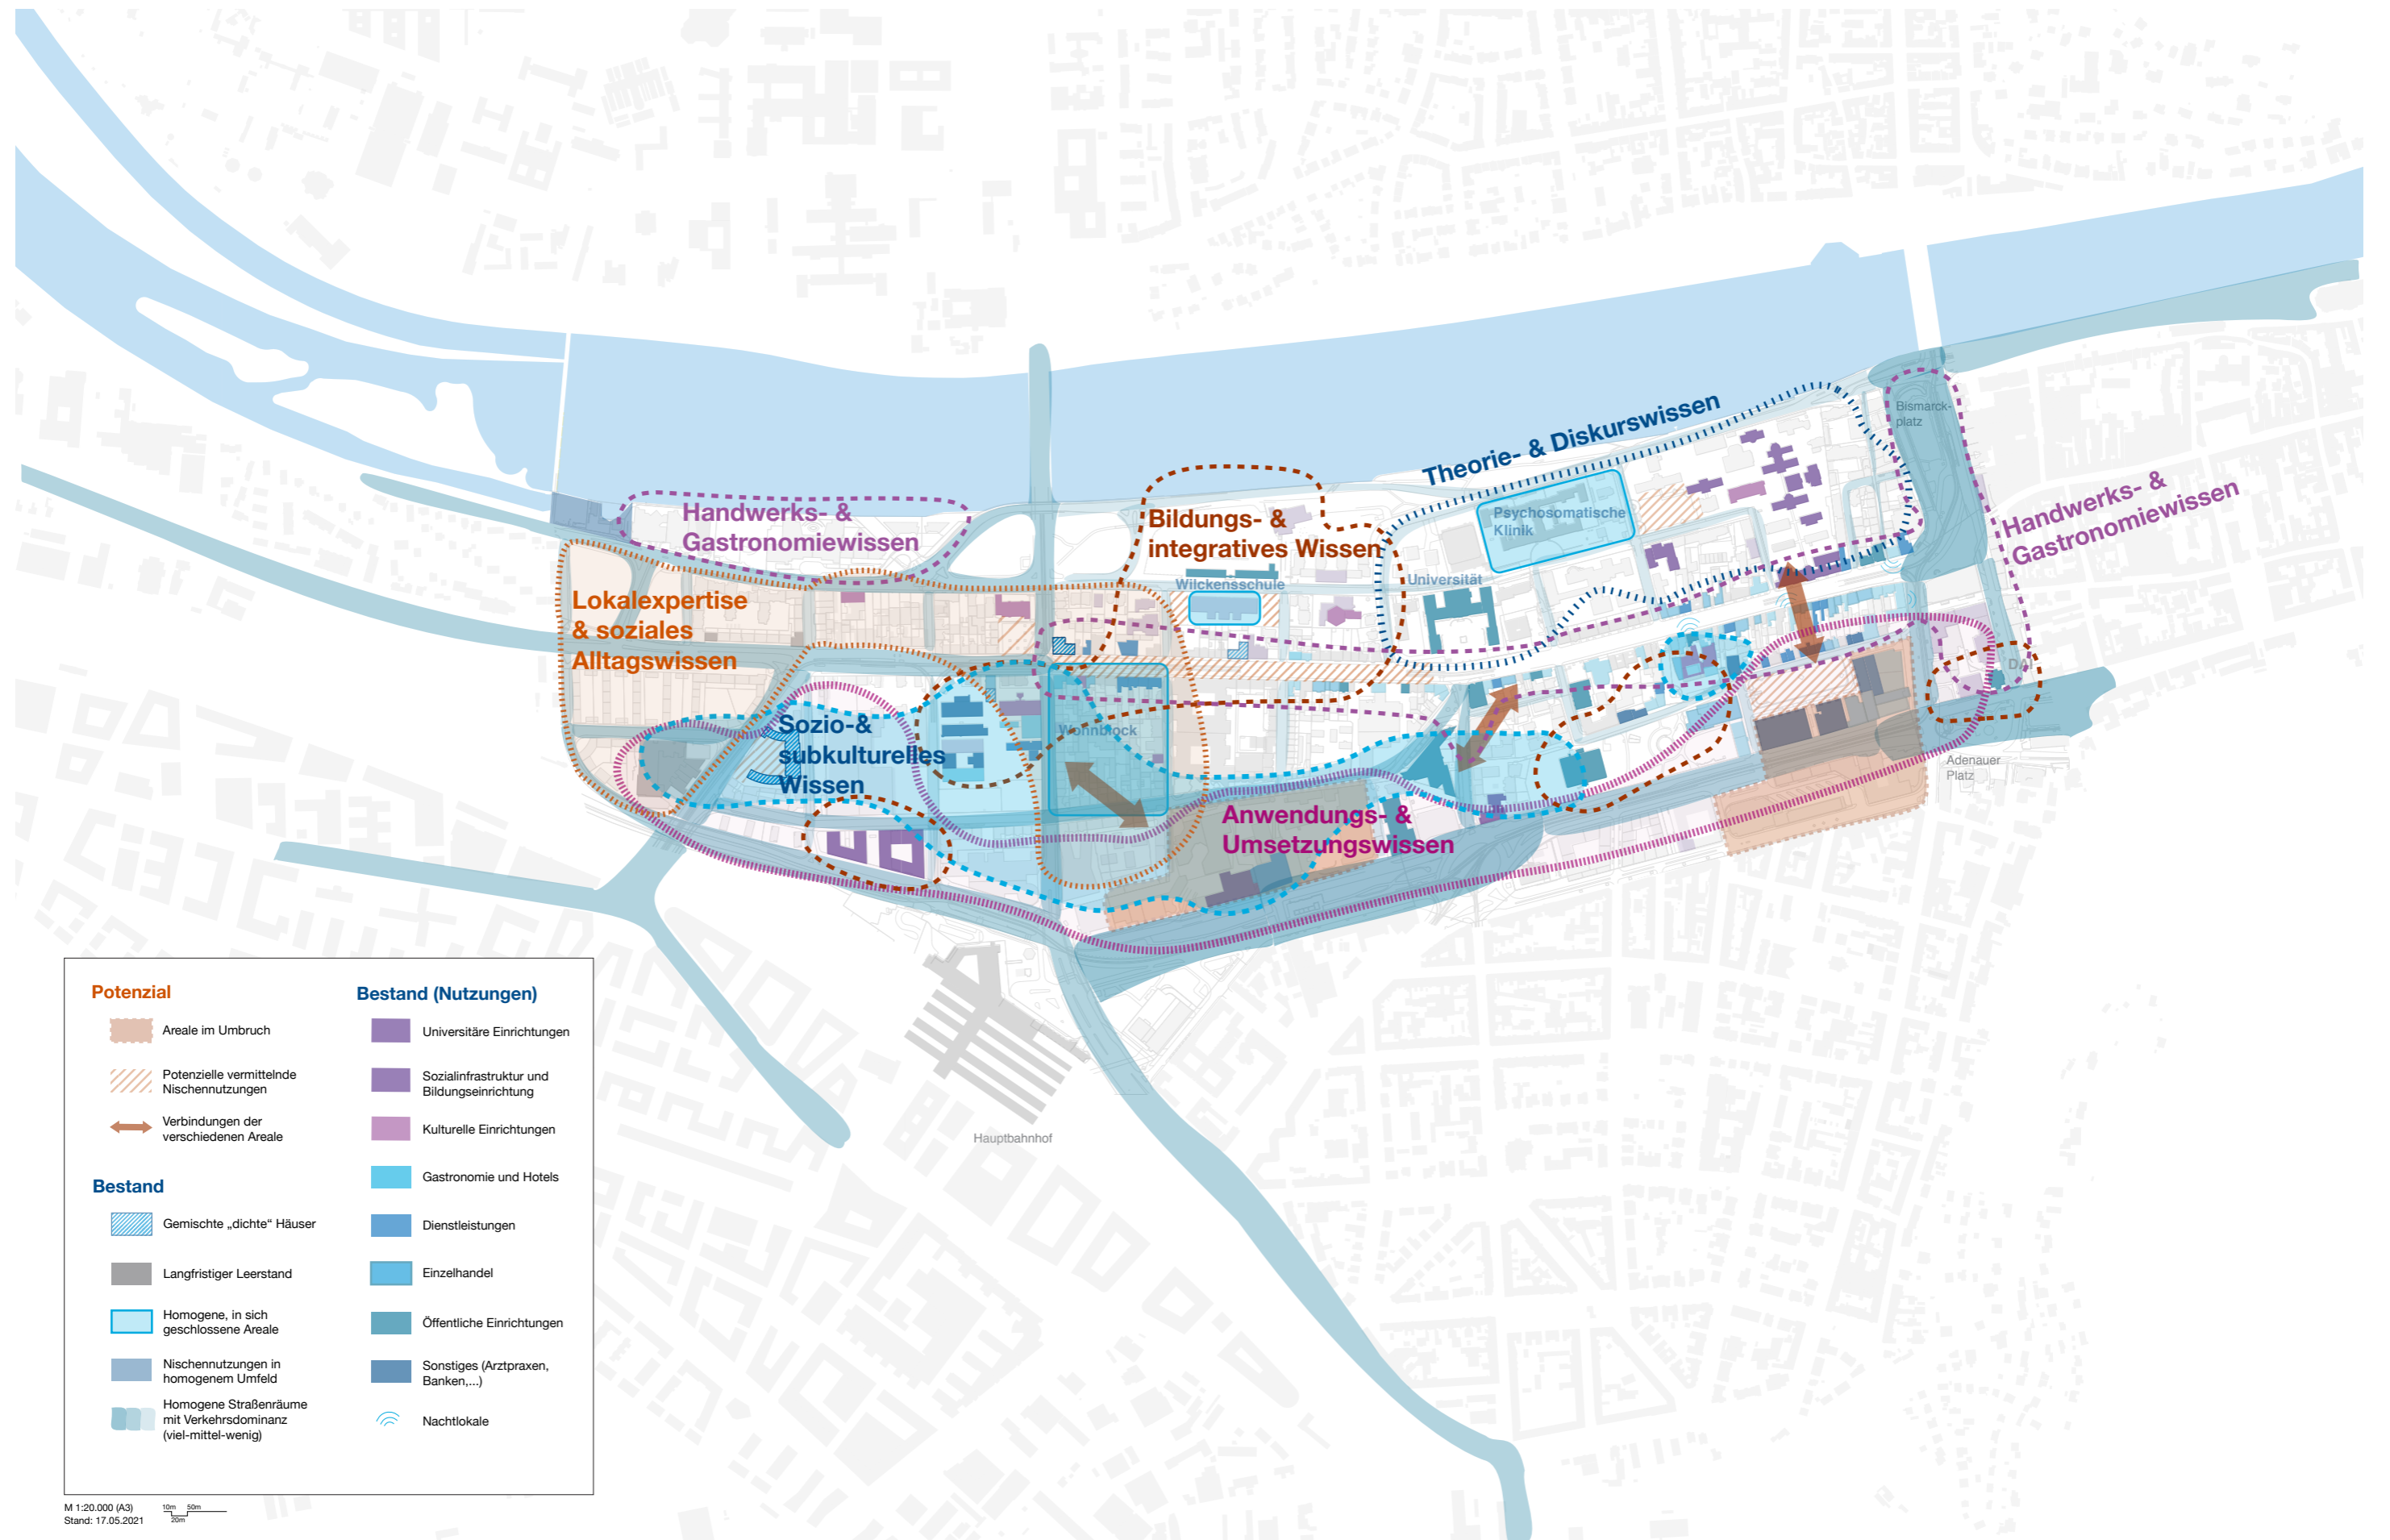 Theorie- & Diskurswissen
Bismarck-
platz
Handwerks- &
Gastronomiewissen
Handwerks- &
Gastronomiewissen
Bildungs- &
integratives Wissen
Psychosomatische
Klinik
Wilckensschule
Universität
Lokalexpertise
& soziales
Alltagswissen
DAI
Sozio-&
subkulturelles
Wissen
Wohnblock
Adenauer
Platz
Anwendungs- &
Umsetzungswissen
Hauptbahnhof
Potenzial
Areale im Umbruch
Potenzielle vermittelnde
Nischennutzungen
Verbindungen der
verschiedenen Areale
Bestand
Gemischte „dichte“ Häuser
Langfristiger Leerstand
Homogene, in sich
geschlossene Areale
Nischennutzungen in
homogenem Umfeld
Homogene Straßenräume
mit Verkehrsdominanz
(viel-mittel-wenig)
Bestand (Nutzungen)
Universitäre Einrichtungen
Sozialinfrastruktur und
Bildungseinrichtung
Kulturelle Einrichtungen
Gastronomie und Hotels
Dienstleistungen
Einzelhandel
Öffentliche Einrichtungen
Sonstiges (Arztpraxen,
Banken,...)
Nachtlokale
M 1:20.000 (A3)
Stand: 17.05.2021
10m 50m
20m